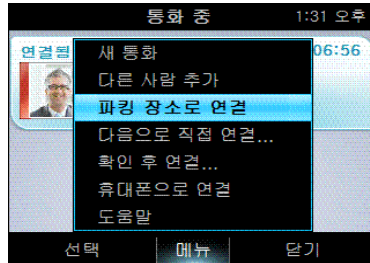 통화 중 1:31 오후
연결됨 06:56
새 통화
다른 사람 추가
파킹 장소로 연결
다음으로 직접 연결...
확인 후 연결...
휴대폰으로 연결
도움말
선택 메뉴 닫기